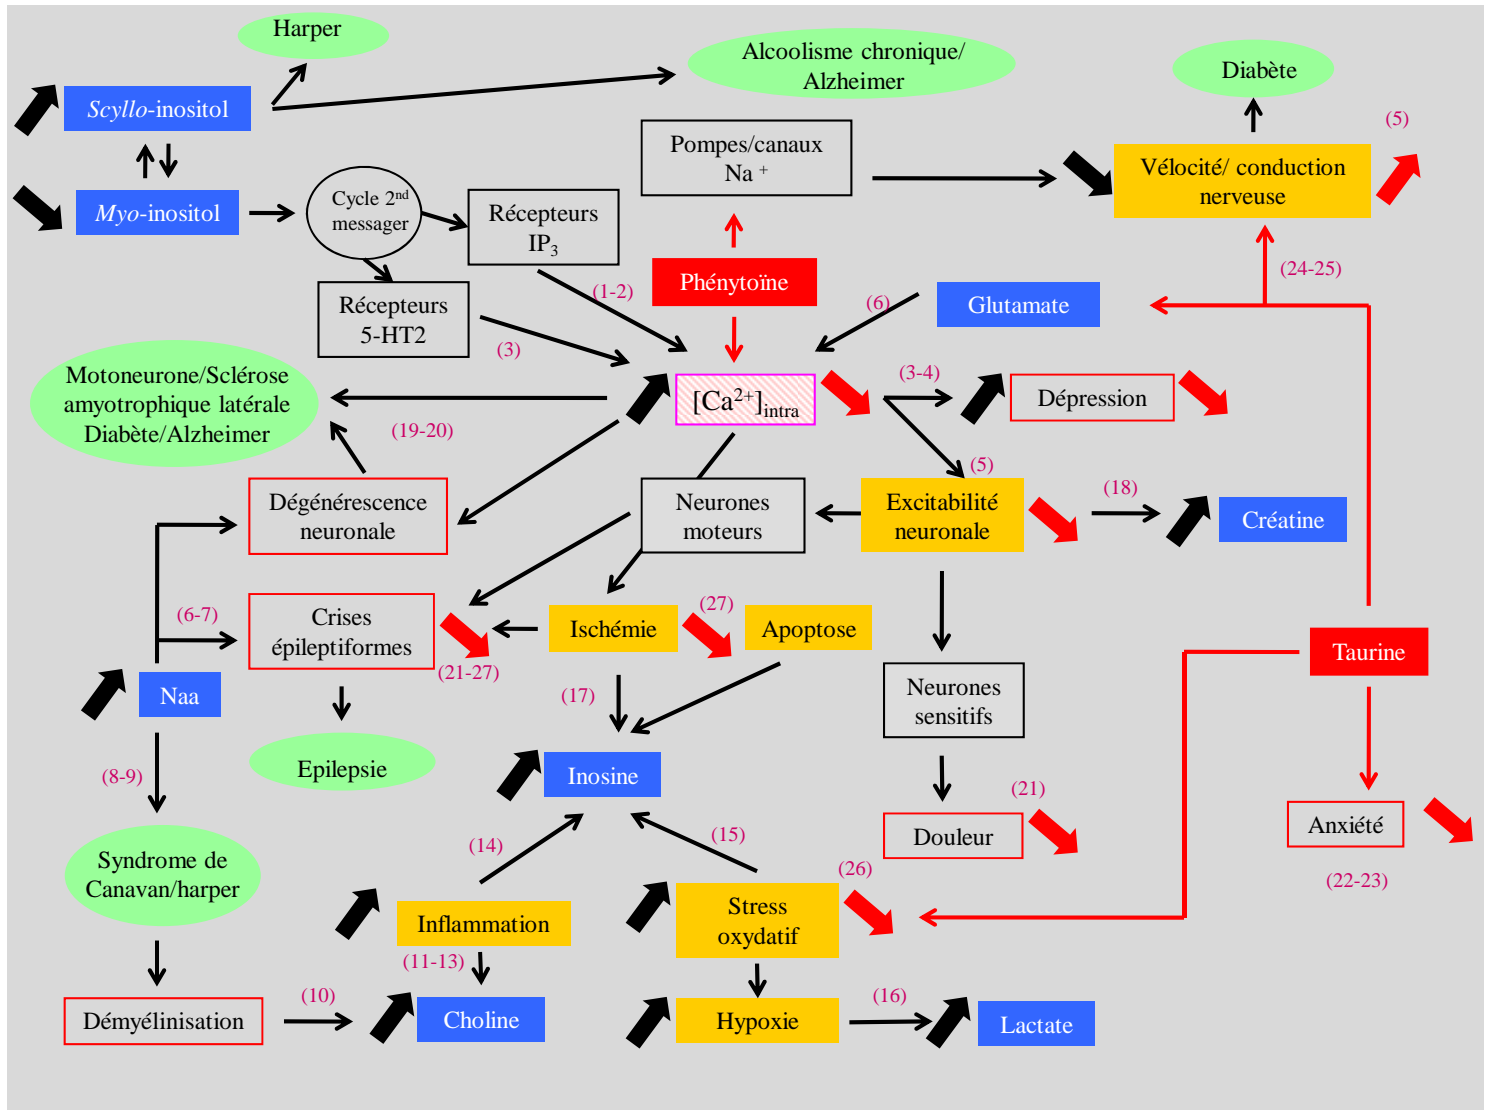 Harper
Alcoolisme chronique/
Alzheimer
Diabète
Scyllo-inositol
(5)
Pompes/canaux
Na +
Vélocité/ conduction
nerveuse
Myo-inositol
Cycle 2nd
messager
Récepteurs
IP3
Phénytoïne
(24-25)
(1-2)
Récepteurs
5-HT2
(6)
Glutamate
(3)
Motoneurone/Sclérose
amyotrophique latérale
Diabète/Alzheimer
[Ca2+]intra
(3-4)
Dépression
(19-20)
(5)
Dégénérescence
neuronale
Neurones
moteurs
Excitabilité
neuronale
(18)
Créatine
(6-7)
Crises
épileptiformes
(21-27)
Ischémie
(27)
Apoptose
Taurine
Naa
(17)
Neurones
sensitifs
Epilepsie
Inosine
(8-9)
(21)
Douleur
Anxiété
(22-23)
(14)
(15)
Syndrome de
Canavan/harper
(26)
Inflammation
Stress
oxydatif
(11-13)
Démyélinisation
(10)
Choline
Hypoxie
(16)
Lactate